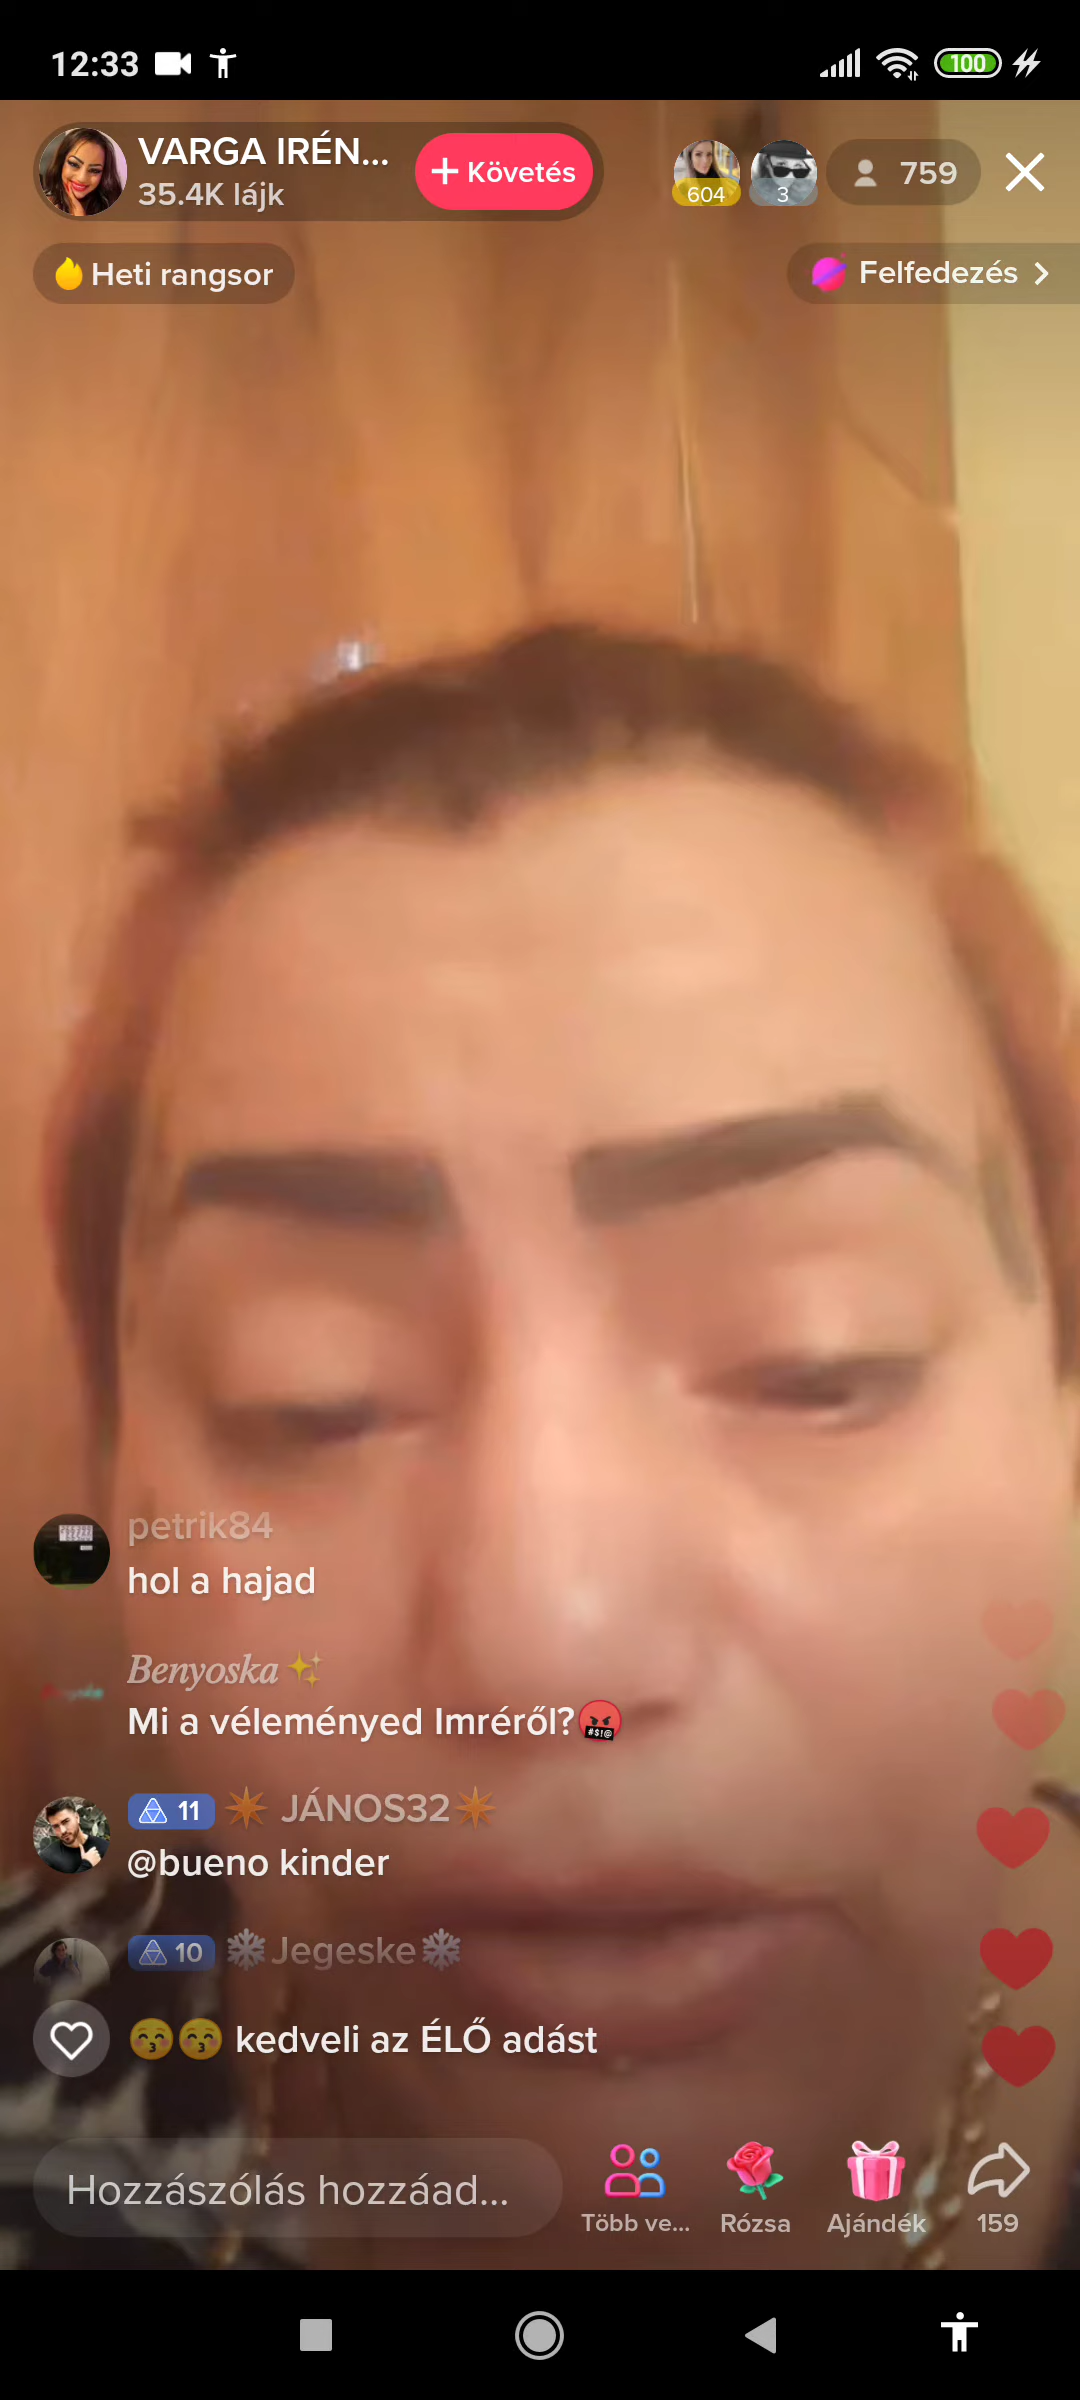 12:33
100
VARGA IRÉN...
35.4K lájk
+ Követés
604
3
759
Heti rangsor
Felfedezés
petrik84
hol a hajad
Benyoska
Mi a véleményed Imréről?
11 JÁNOS32
@bueno kinder
10 Jegeske
kedveli az ÉLŐ adást
Hozzászólás hozzáad...
Több ve...
Rózsa
Ajándék
159